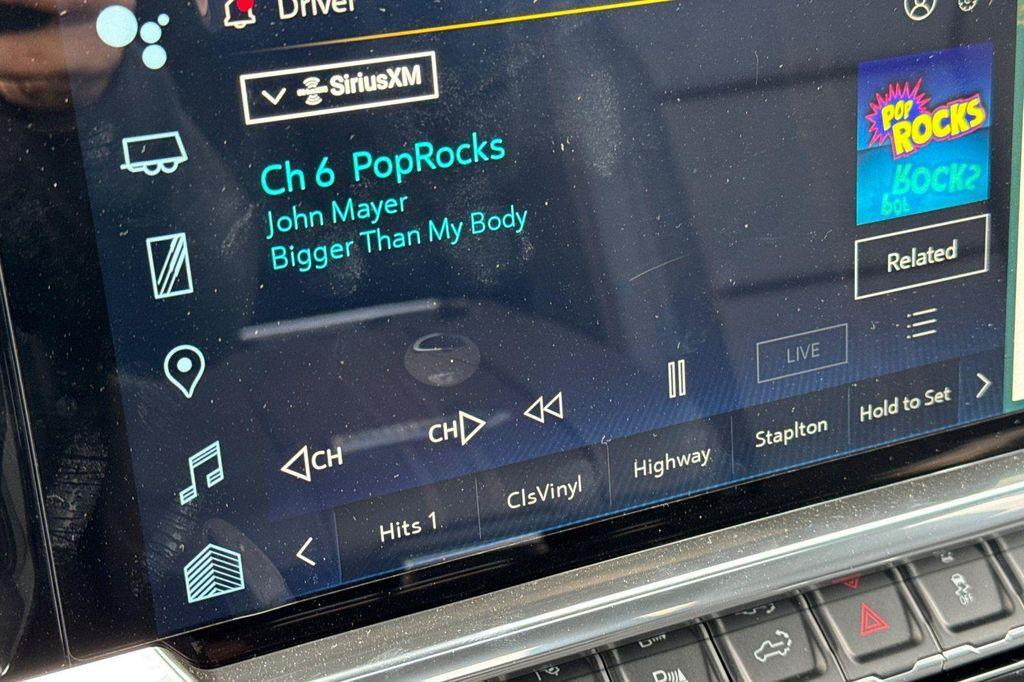 Driver
SiriusXM
Ch 6 PopRocks
John Mayer
Bigger Than My Body
POP
ROCKS
Related
LIVE
CH
CH
Hits 1
ClsVinyl
Highway
Staplton
Hold to Set
OFF